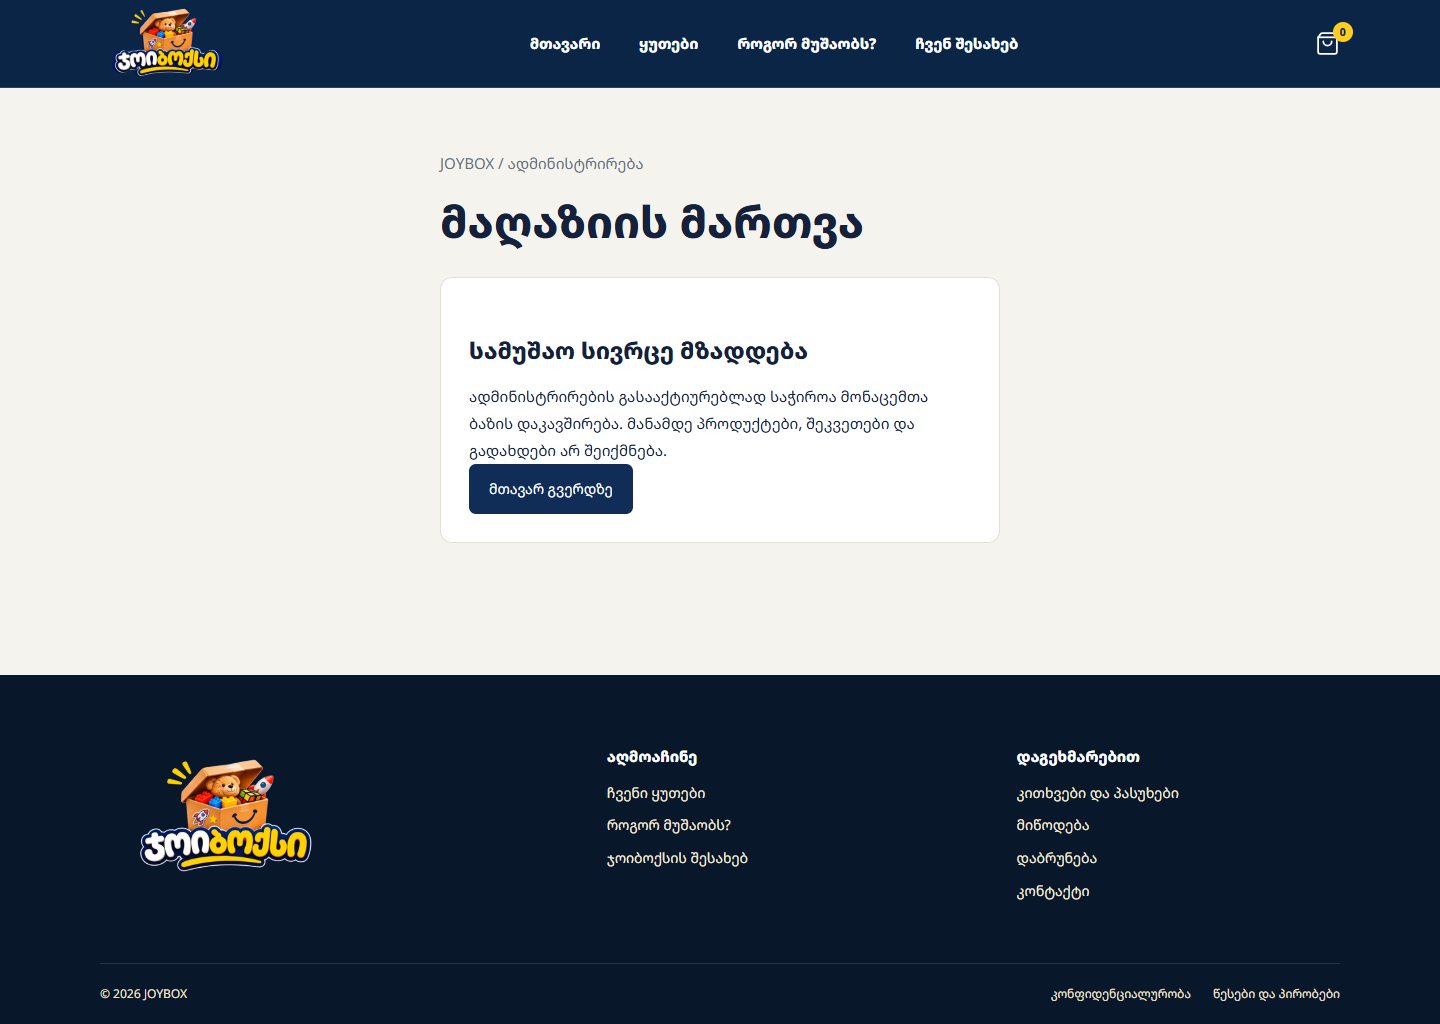 ჯოიბოქსი
მთავარი
ყუთები
როგორ მუშაობს?
ჩვენ შესახებ
0
JOYBOX / ადმინისტრირება
მაღაზიის მართვა
სამუშაო სივრცე მზადდება
ადმინისტრირების გასააქტიურებლად საჭიროა მონაცემთა
ბაზის დაკავშირება. მანამდე პროდუქტები, შეკვეთები და
გადახდები არ შეიქმნება.
მთავარ გვერდზე
ჯოიბოქსი
აღმოაჩინე
ჩვენი ყუთები
როგორ მუშაობს?
ჯოიბოქსის შესახებ
დაგეხმარებით
კითხვები და პასუხები
მიწოდება
დაბრუნება
კონტაქტი
© 2026 JOYBOX
კონფიდენციალურობა
წესები და პირობები